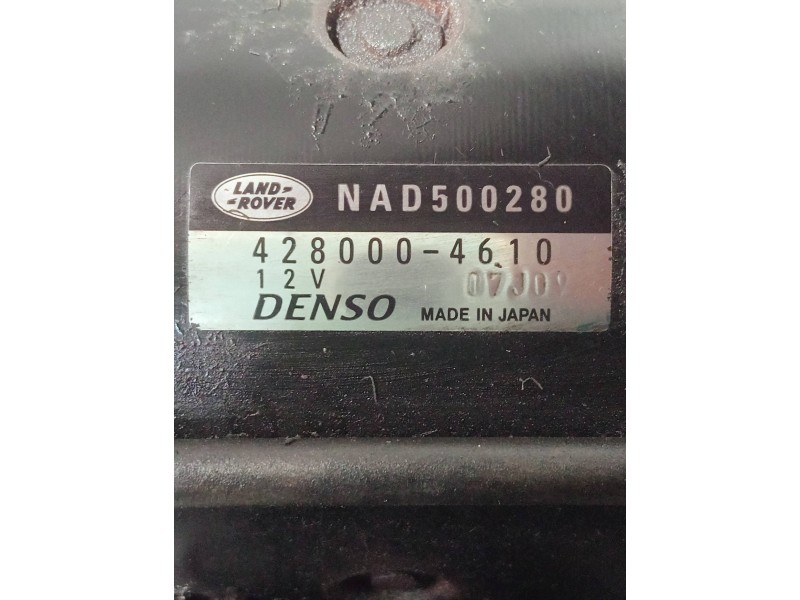 LAND
ROVER
NAD500280
428000-4610
12V
DENSO
MADE IN JAPAN